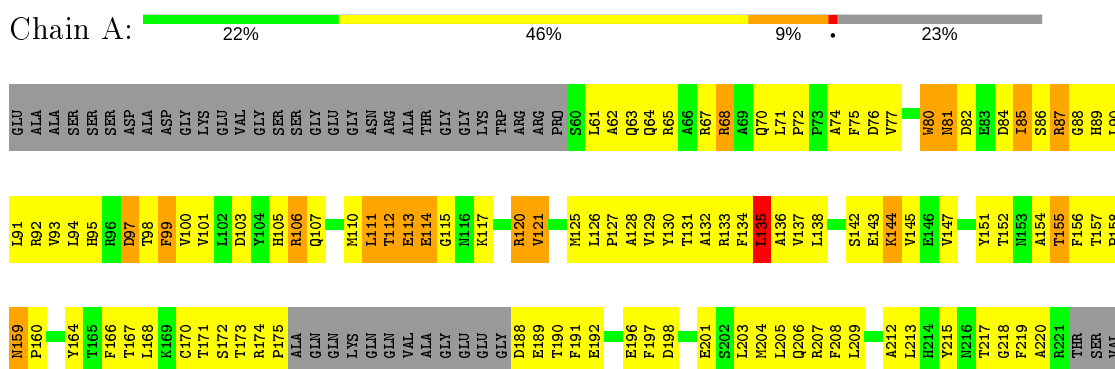 Chain A:
22% 46% 9% • 23%
GLU ALA ALA SER SER SER ASP ALA ASP GLY LYS GLU VAL GLY SER SER GLY GLU GLY ASN ARG ALA THR GLY GLY LYS TRP ARG ARG PRO S60 L61 A62 Q63 Q64 R65 A66 R67 R68 A69 Q70 L71 P72 P73 A74 F75 D76 V77 W80 N81 D82 E83 D84 I85 S86 R87 G88 H89 L90
L91 R92 V93 L94 H95 R96 D97 T98 F99 V100 V101 L102 D103 Y104 H105 R106 Q107 M110 L111 T112 E113 E114 G115 N116 K117 R120 V121 M125 L126 P127 A128 V129 Y130 T131 A132 R133 F134 L135 A136 V137 L138 S142 E143 K144 V145 E146 V147 Y151 T152 N153 A154 T155 F156 T157 P158
N159 P160 Y164 T165 F166 T167 L168 K169 C170 T171 S172 T173 R174 P175 ALA GLN GLN LYS GLN GLN VAL ALA GLY GLU GLU GLY D188 E189 T190 F191 E192 E196 F197 D198 E201 S202 L203 M204 L205 Q206 R207 F208 L209 A212 L213 H214 Y215 N216 T217 G218 F219 A220 R221 THR SER VAL